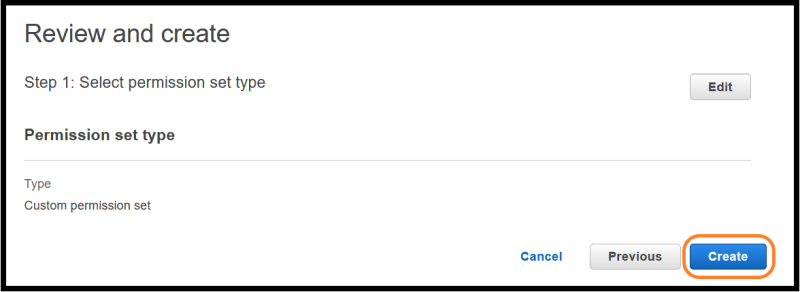 Review and create
Step 1: Select permission set type
Edit
Permission set type
Type
Custom permission set
Cancel
Previous
Create